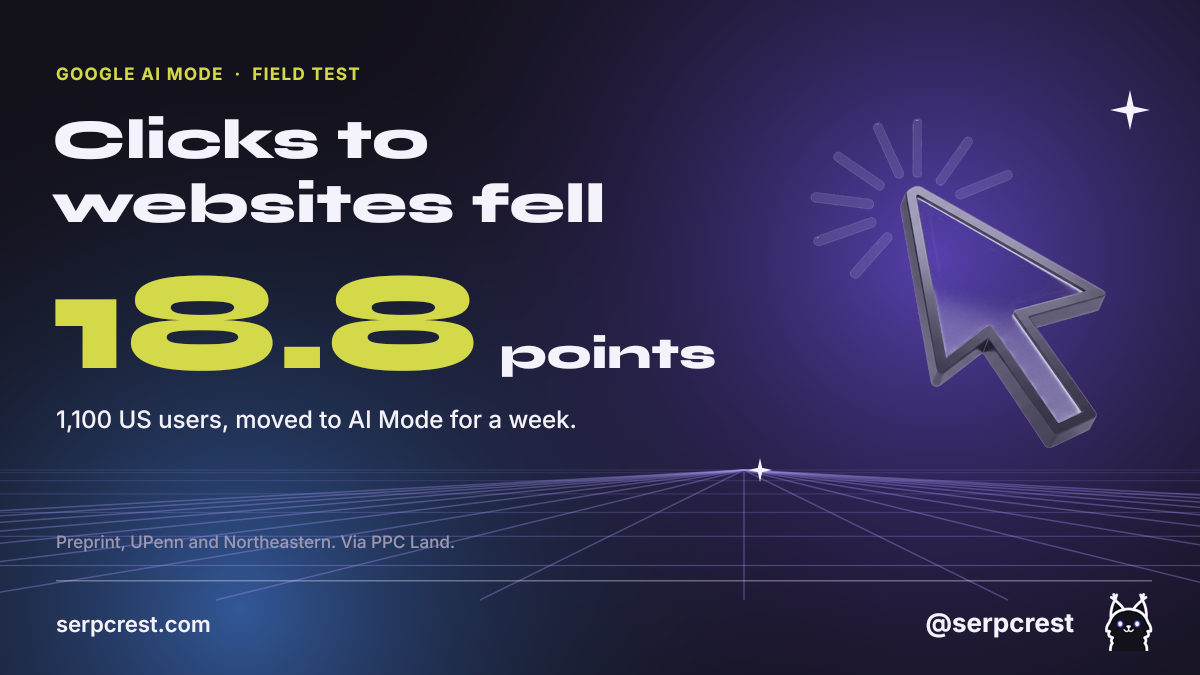 GOOGLE AI MODE · FIELD TEST
Clicks to
websites fell
18.8 points
1,100 US users, moved to AI Mode for a week.
Preprint, UPenn and Northeastern. Via PPC Land.
serpcrest.com
@serpcrest